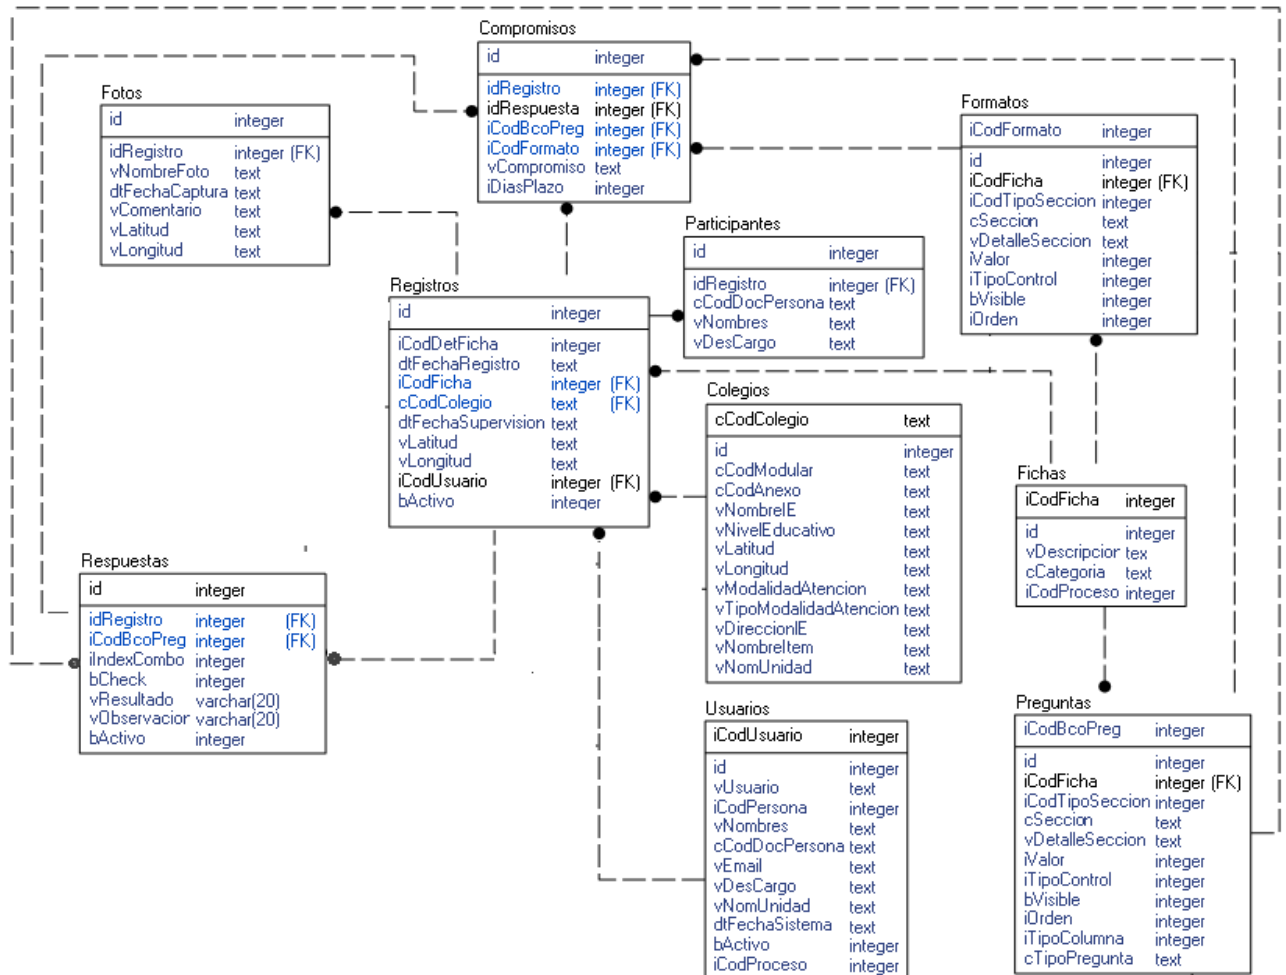 Compromisos
id integer
idRegistro integer (FK)
idRespuesta integer (FK)
iCodBcoPreg integer (FK)
iCodFormato integer (FK)
vCompromiso text
iDiasPlazo integer
Fotos
id integer
idRegistro integer (FK)
vNombreFoto text
dtFechaCaptura text
vComentario text
vLatitud text
vLongitud text
Formatos
iCodFormato integer
id integer
iCodFicha integer (FK)
iCodTipoSeccion integer
cSeccion text
vDetalleSeccion text
iValor integer
iTipoControl integer
bVisible integer
iOrden integer
Participantes
id integer
idRegistro integer (FK)
cCodDocPersona text
vNombres text
vDesCargo text
Registros
id integer
iCodDetFicha integer
dtFechaRegistro text
iCodFicha integer (FK)
cCodColegio text (FK)
dtFechaSupervision text
vLatitud text
vLongitud text
iCodUsuario integer (FK)
bActivo integer
Colegios
cCodColegio text
id integer
cCodModular text
cCodAnexo text
vNombreIE text
vNivelEducativo text
vLatitud text
vLongitud text
vModalidadAtencion text
vTipoModalidadAtencion text
vDireccionIE text
vNombreItem text
vNomUnidad text
Fichas
iCodFicha integer
id integer
vDescripcior tex
cCategoria text
iCodProceso integer
Respuestas
id integer
idRegistro integer (FK)
iCodBcoPreg integer (FK)
iIndexCombo integer
bCheck integer
vResultado varchar(20)
vObservacior varchar(20)
bActivo integer
Usuarios
iCodUsuario integer
id integer
vUsuario text
iCodPersona integer
vNombres text
cCodDocPersona text
vEmail text
vDesCargo text
vNomUnidad text
dtFechaSistema text
bActivo integer
iCodProceso integer
Preguntas
iCodBcoPreg integer
id integer
iCodFicha integer (FK)
iCodTipoSeccion integer
cSeccion text
vDetalleSeccion text
iValor integer
iTipoControl integer
bVisible integer
iOrden integer
iTipoColumna integer
cTipoPregunta text